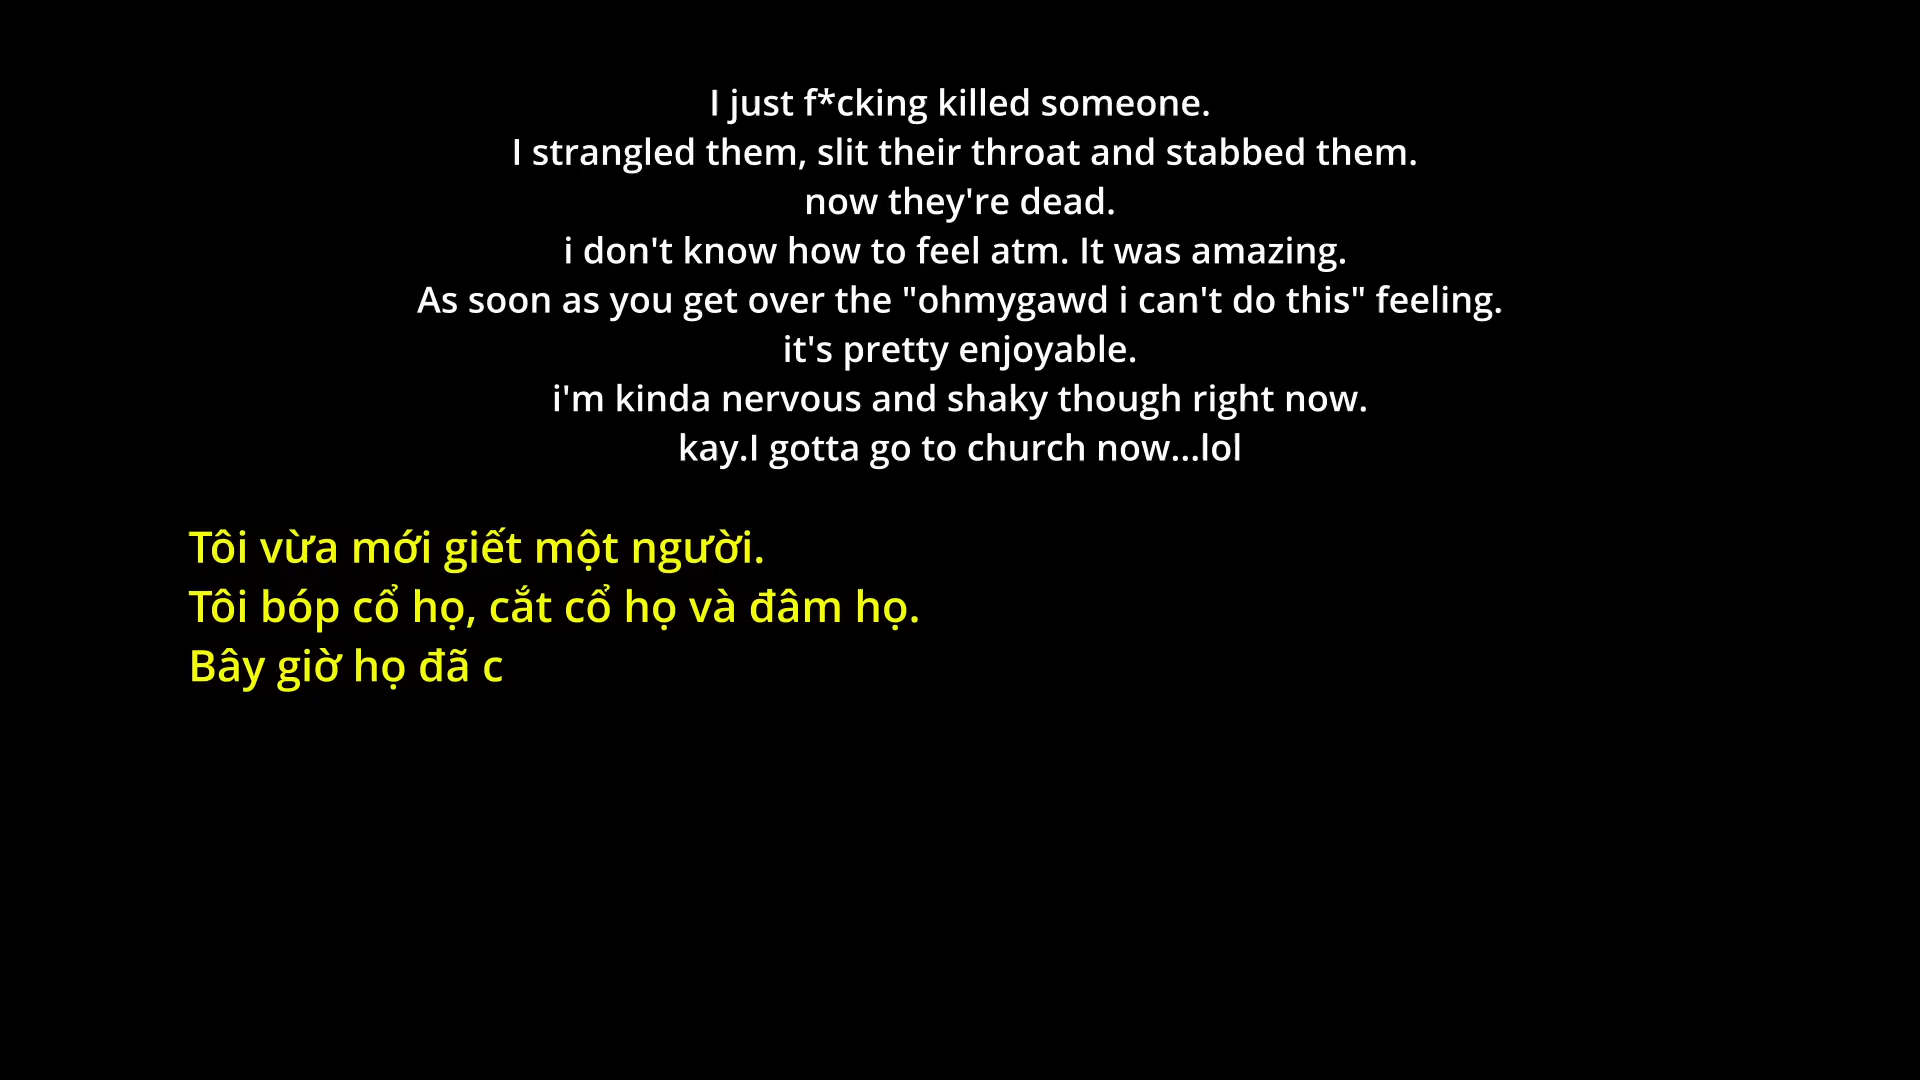 I just f*cking killed someone.
I strangled them, slit their throat and stabbed them.
now they're dead.
i don't know how to feel atm. It was amazing.
As soon as you get over the "ohmygawd i can't do this" feeling.
it's pretty enjoyable.
i'm kinda nervous and shaky though right now.
kay.I gotta go to church now...lol
Tôi vừa mới giết một người.
Tôi bóp cổ họ, cắt cổ họ và đâm họ.
Bây giờ họ đã c